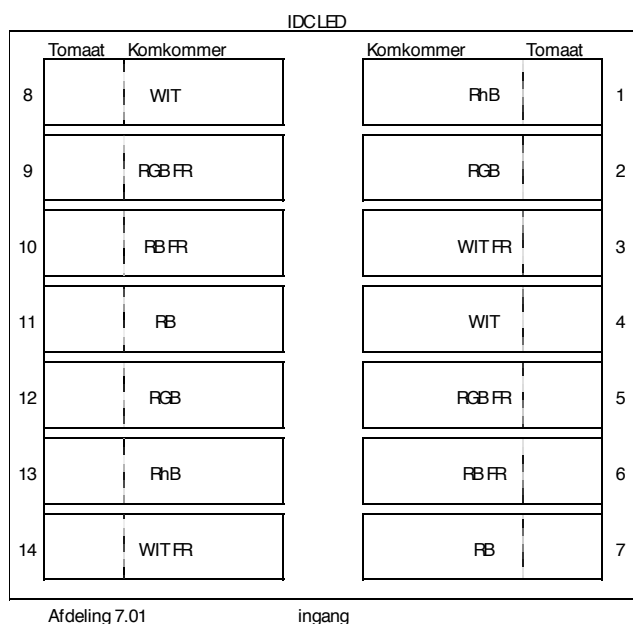 IDC LED
Tomaat Komkommer Komkommer Tomaat
8 WIT RhB 1
9 RGB FR RGB 2
10 RB FR WIT FR 3
11 RB WIT 4
12 RGB RGB FR 5
13 RhB RB FR 6
14 WIT FR RB 7
Afdeling 7.01 ingang